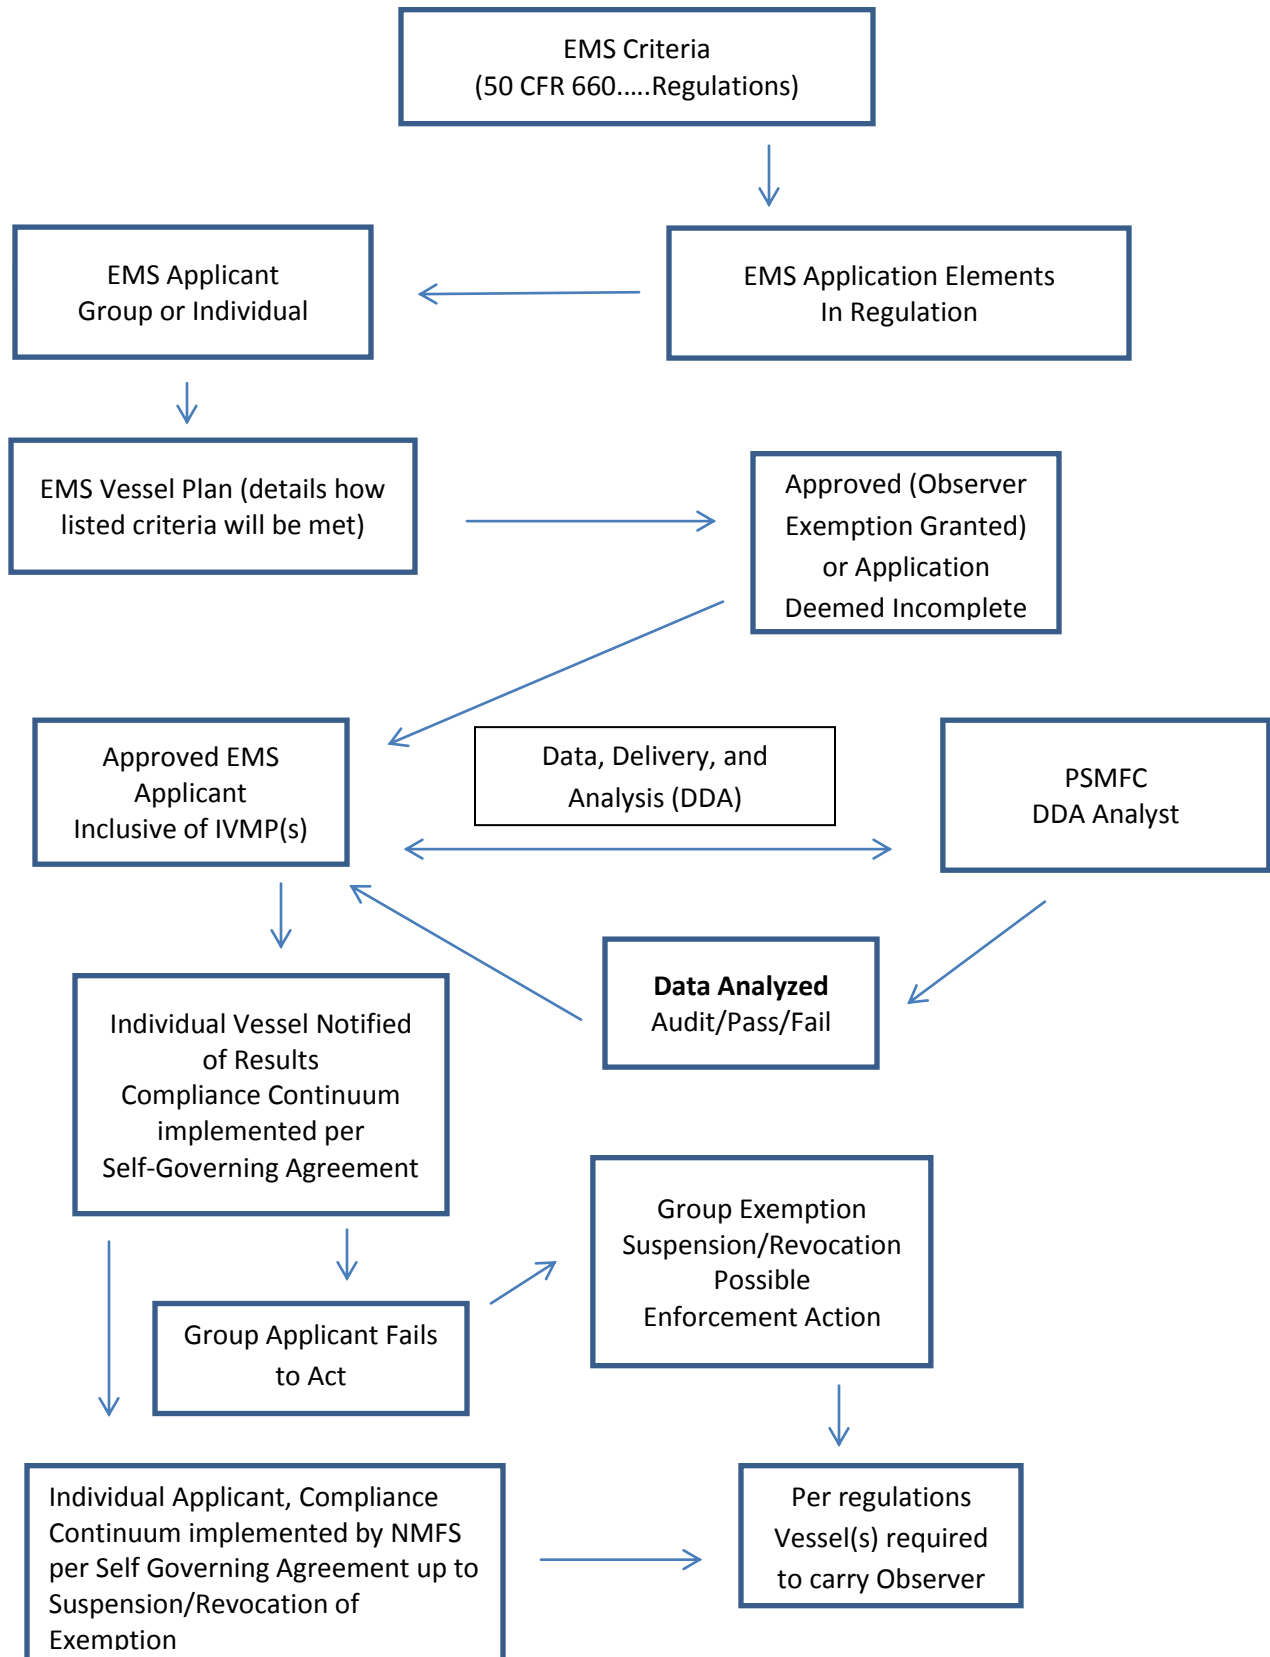 EMS Criteria
(50 CFR 660.....Regulations)
EMS Applicant
Group or Individual
EMS Application Elements
In Regulation
EMS Vessel Plan (details how
listed criteria will be met)
Approved (Observer
Exemption Granted)
or Application
Deemed Incomplete
Approved EMS
Applicant
Inclusive of IVMP(s)
Data, Delivery, and
Analysis (DDA)
PSMFC
DDA Analyst
Data Analyzed
Audit/Pass/Fail
Individual Vessel Notified
of Results
Compliance Continuum
implemented per
Self-Governing Agreement
Group Exemption
Suspension/Revocation
Possible
Enforcement Action
Group Applicant Fails
to Act
Individual Applicant, Compliance
Continuum implemented by NMFS
per Self Governing Agreement up to
Suspension/Revocation of
Exemption
Per regulations
Vessel(s) required
to carry Observer